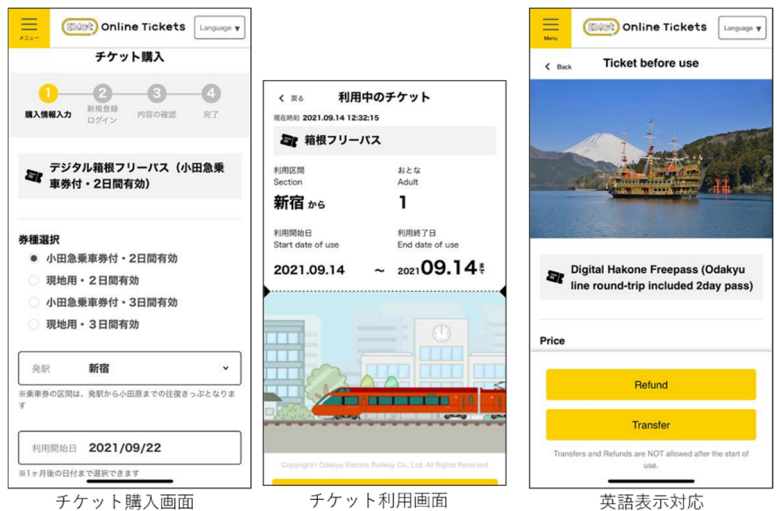 メニュー
EMot Online Tickets
Language ▼
チケット購入
1
2
3
4
購入情報入力
新規登録
ログイン
内容の確認
完了
デジタル箱根フリーパス（小田急乗
車券付・2日間有効）
券種選択
小田急乗車券付・2日間有効
現地用・２日間有効
小田急乗車券付・3日間有効
現地用・３日間有効
発駅 新宿
※乗車券の区間は、発駅から小田原までの往復きっぷとなりま
す
利用開始日 2021/09/22
※1ヶ月後の日付まで選択できます
チケット購入画面
戻る
利用中のチケット
現在時刻 2021.09.14 12:32:15
箱根フリーパス
利用区間
Section
おとな
Adult
新宿 から
1
利用開始日
Start date of use
利用終了日
End date of use
2021.09.14 ～ 2021 09.14 まで
Copyright© Odakyu Electric Railway Co., Ltd. All Rights Reserved
チケット利用画面
Menu
EMot Online Tickets
Language ▼
Back
Ticket before use
Digital Hakone Freepass (Odakyu
line round-trip included 2day pass)
Price
Refund
Transfer
Transfers and Refunds are NOT allowed after the start of
use.
英語表示対応